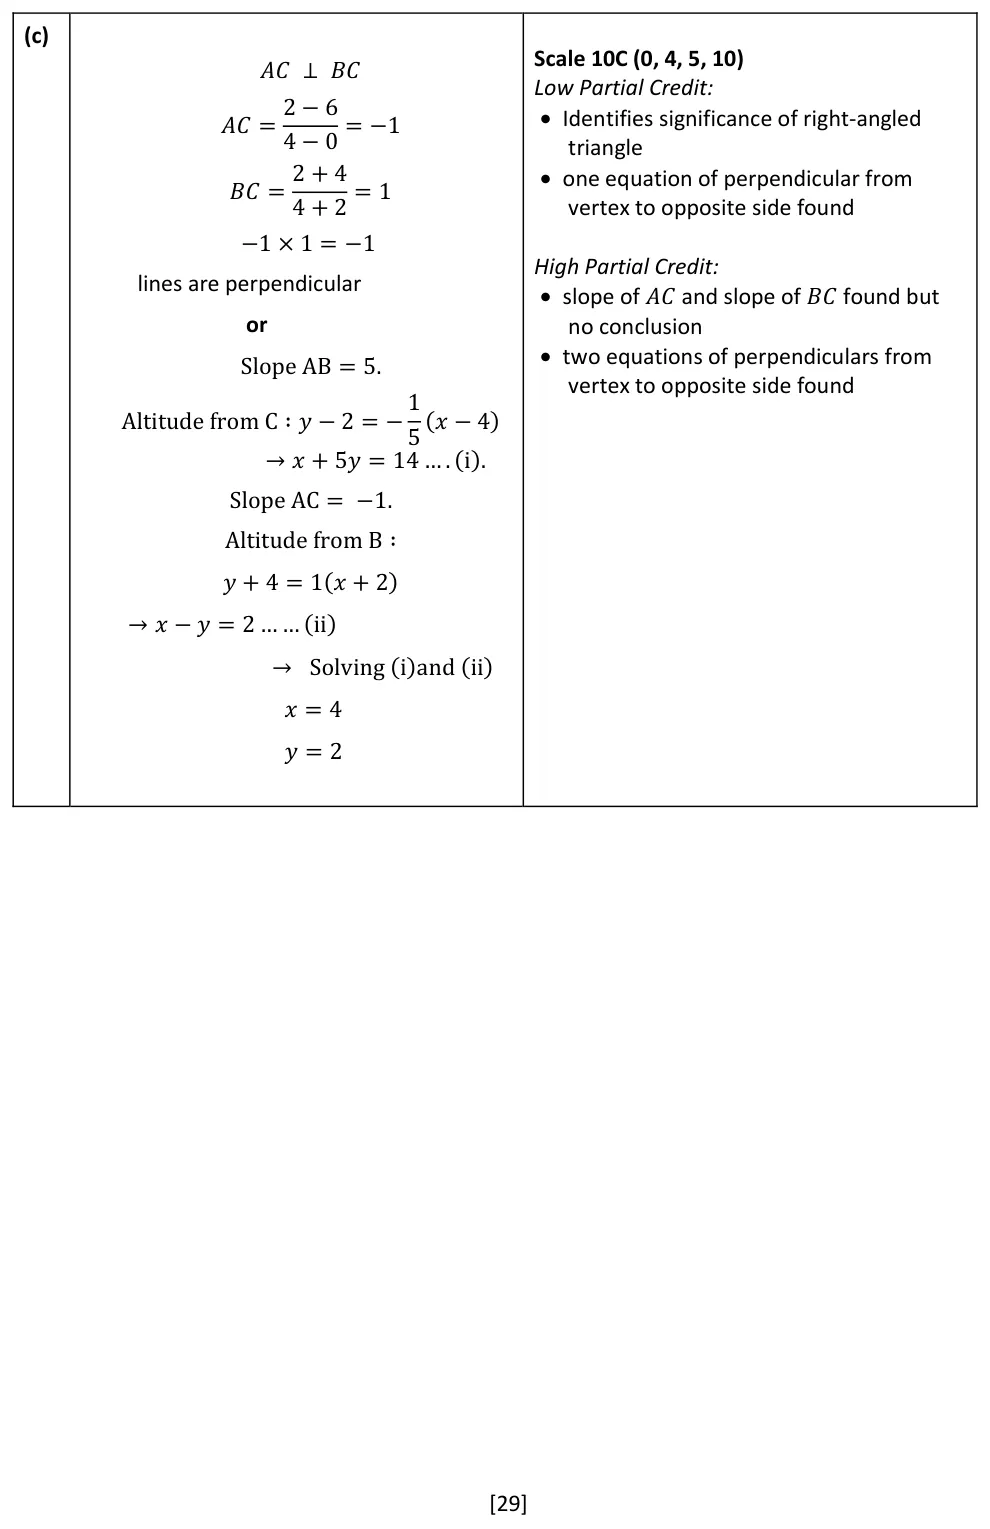 (c)
AC ⊥ BC
AC = \frac{2 − 6}{4 − 0} = −1
BC = \frac{2 + 4}{4 + 2} = 1
−1 × 1 = −1
lines are perpendicular
or
Slope AB = 5.
Altitude from C : y − 2 = −\frac{1}{5}(x − 4)
→ x + 5y = 14 … . (i).
Slope AC = −1.
Altitude from B :
y + 4 = 1(x + 2)
→ x − y = 2 … … (ii)
→ Solving (i)and (ii)
x = 4
y = 2
Scale 10C (0, 4, 5, 10)
Low Partial Credit:
• Identifies significance of right-angled
triangle
• one equation of perpendicular from
vertex to opposite side found
High Partial Credit:
• slope of AC and slope of BC found but
no conclusion
• two equations of perpendiculars from
vertex to opposite side found
[29]